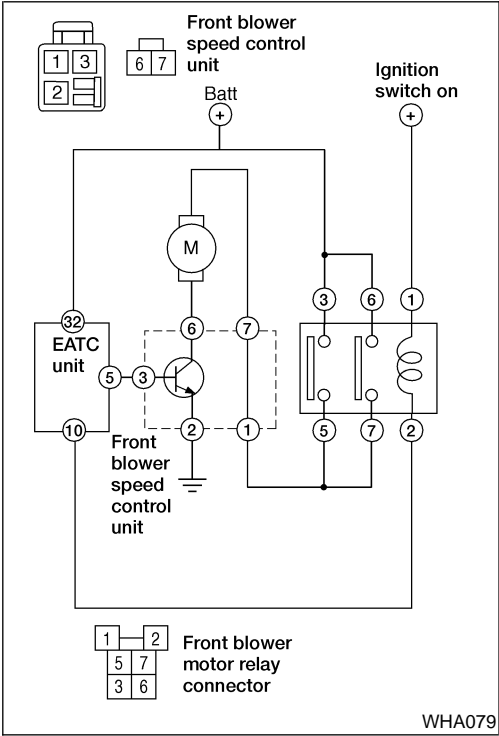 Front blower
speed control
unit
1 3
2
6 7
Batt
+
Ignition
switch on
+
M
32
EATC
unit
5
10
3
6
7
2
1
Front
blower
speed
control
unit
3
6
1
5
7
2
1 2
5 7
3 6
Front blower
motor relay
connector
WHA079